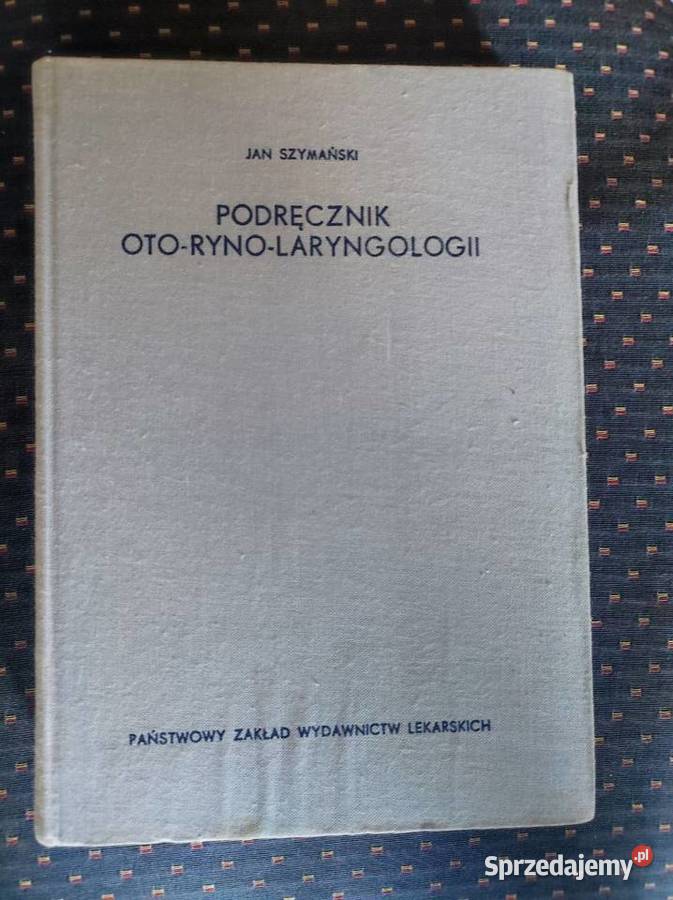 JAN SZYMAŃSKI
PODRĘCZNIK
OTO-RYNO-LARYNGOLOGII
PAŃSTWOWY ZAKŁAD WYDAWNICTW LEKARSKICH
Sprzedajemy.pl